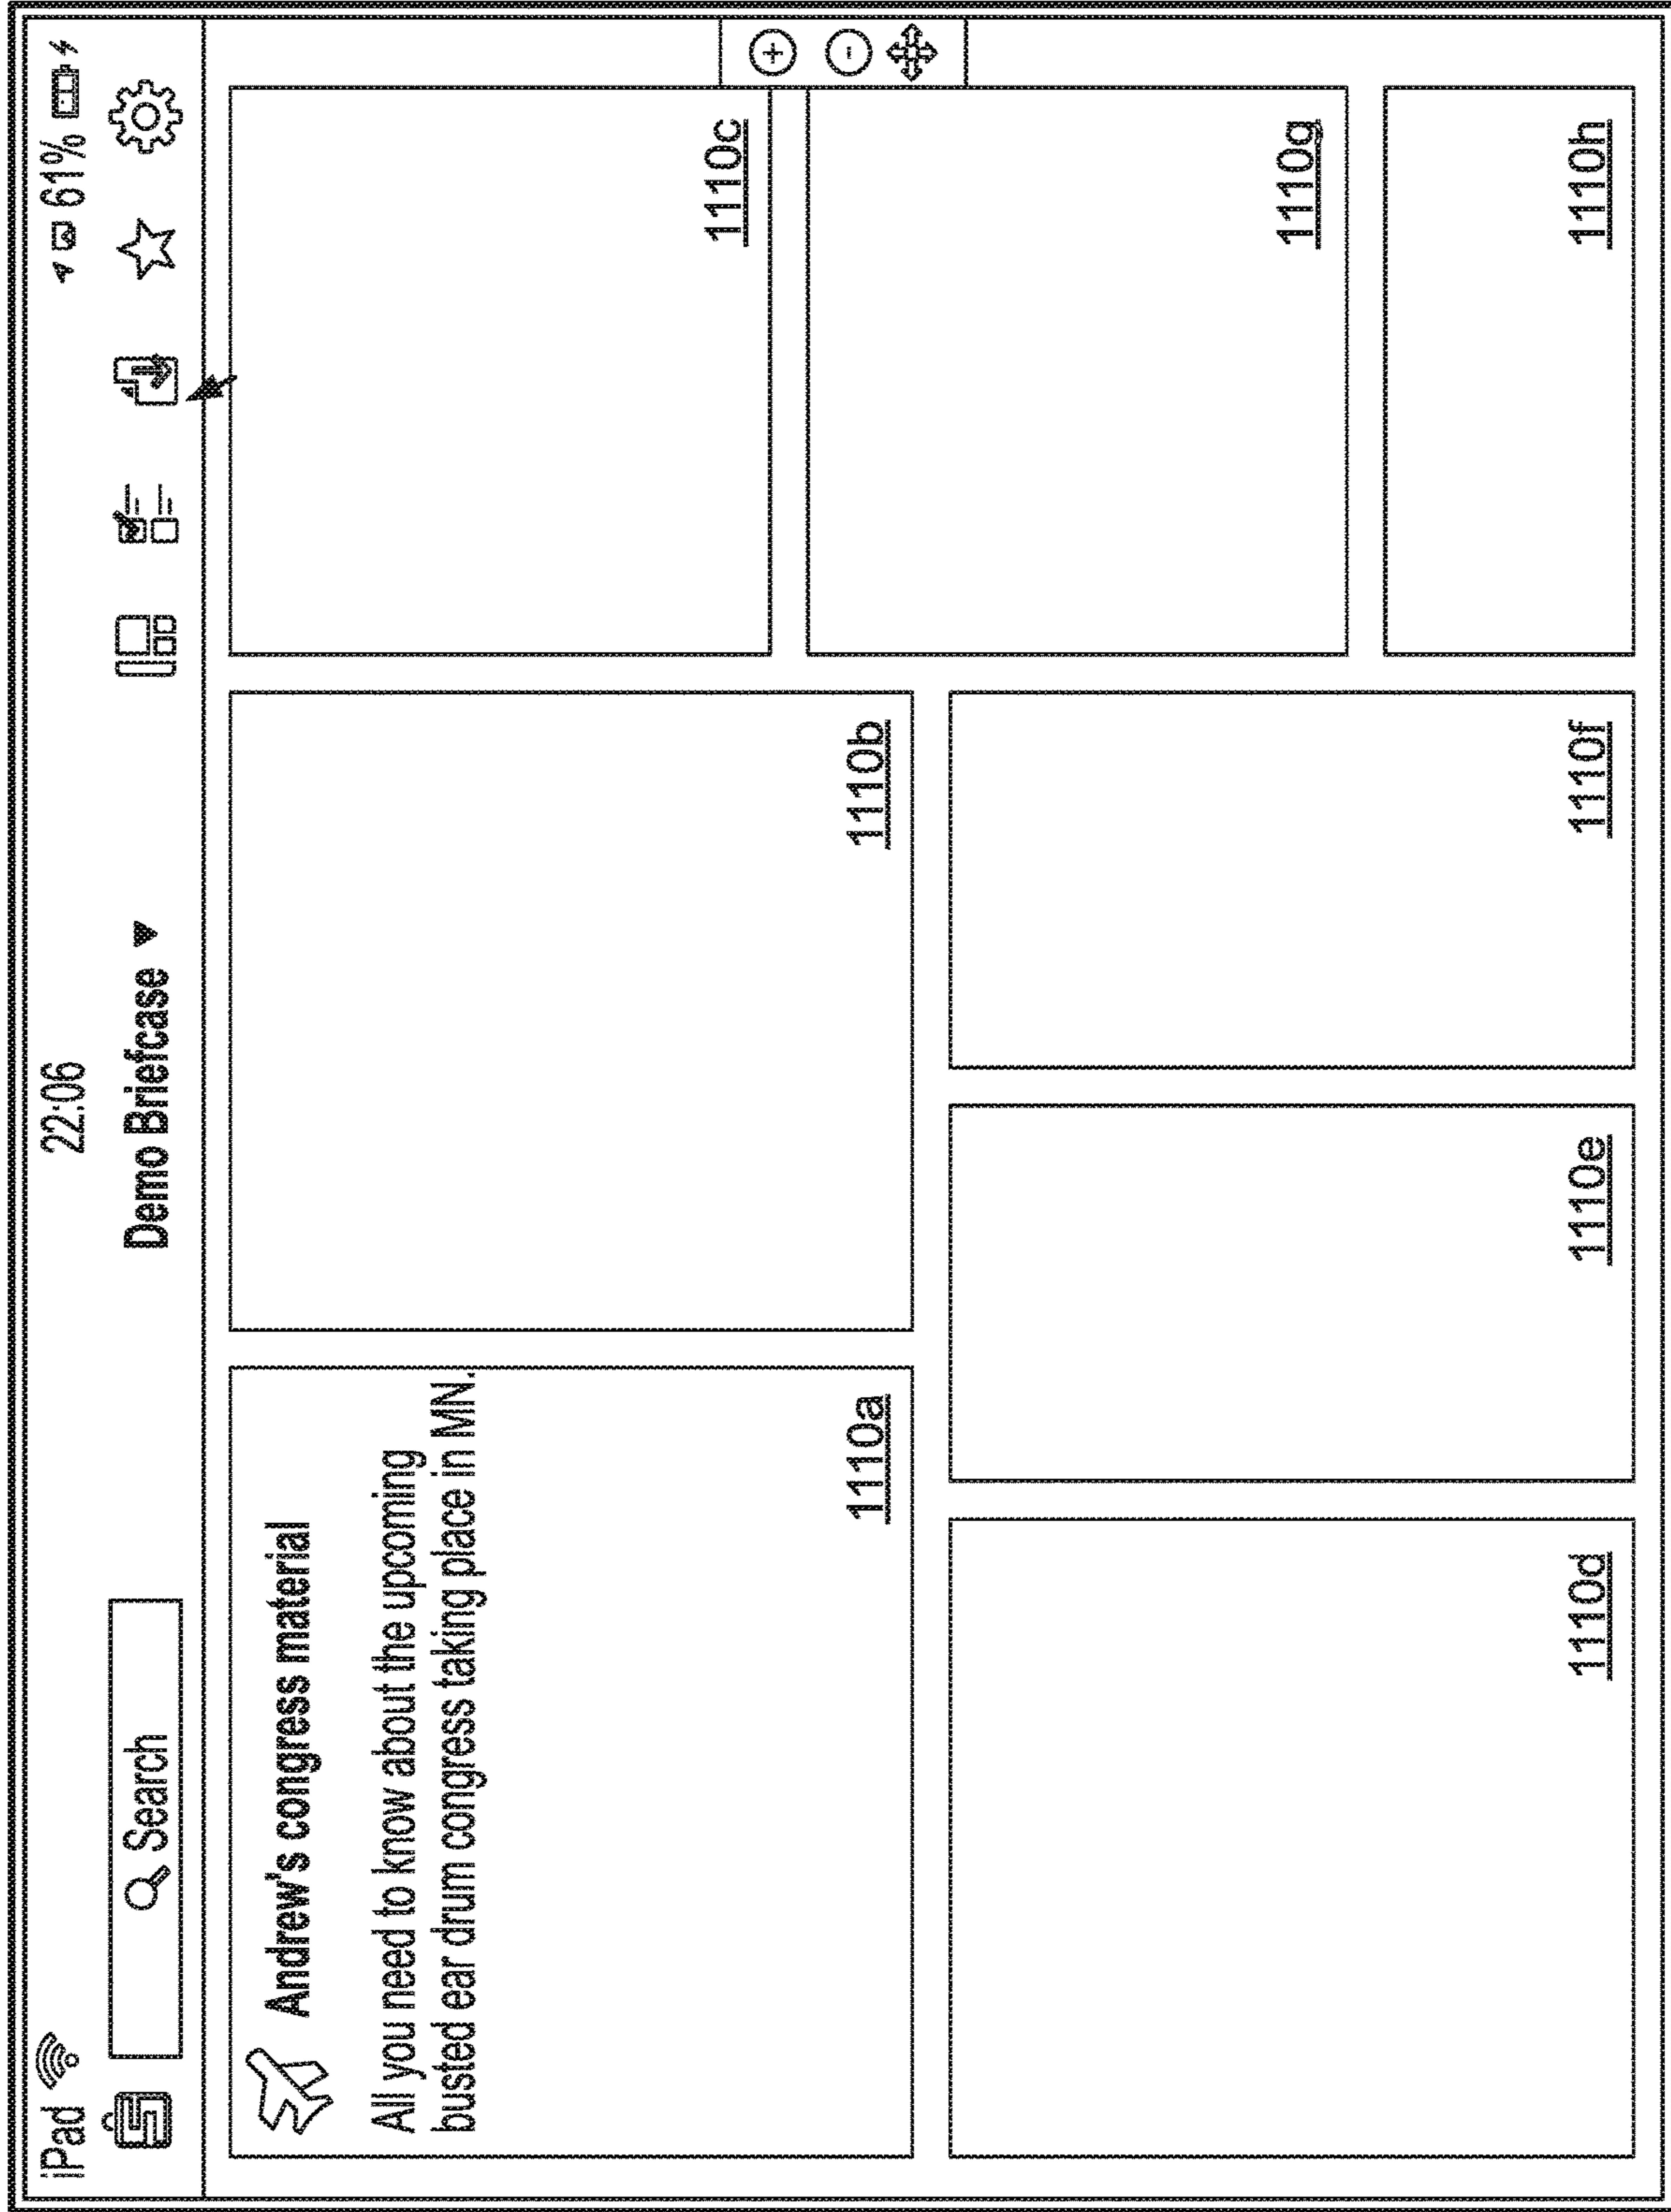 iPad 22:06 61%
Search Demo Briefcase
Andrew's congress material
All you need to know about the upcoming
busted ear drum congress taking place in MN.
1110a
1110b
1110c
1110d
1110e
1110f
1110g
1110h